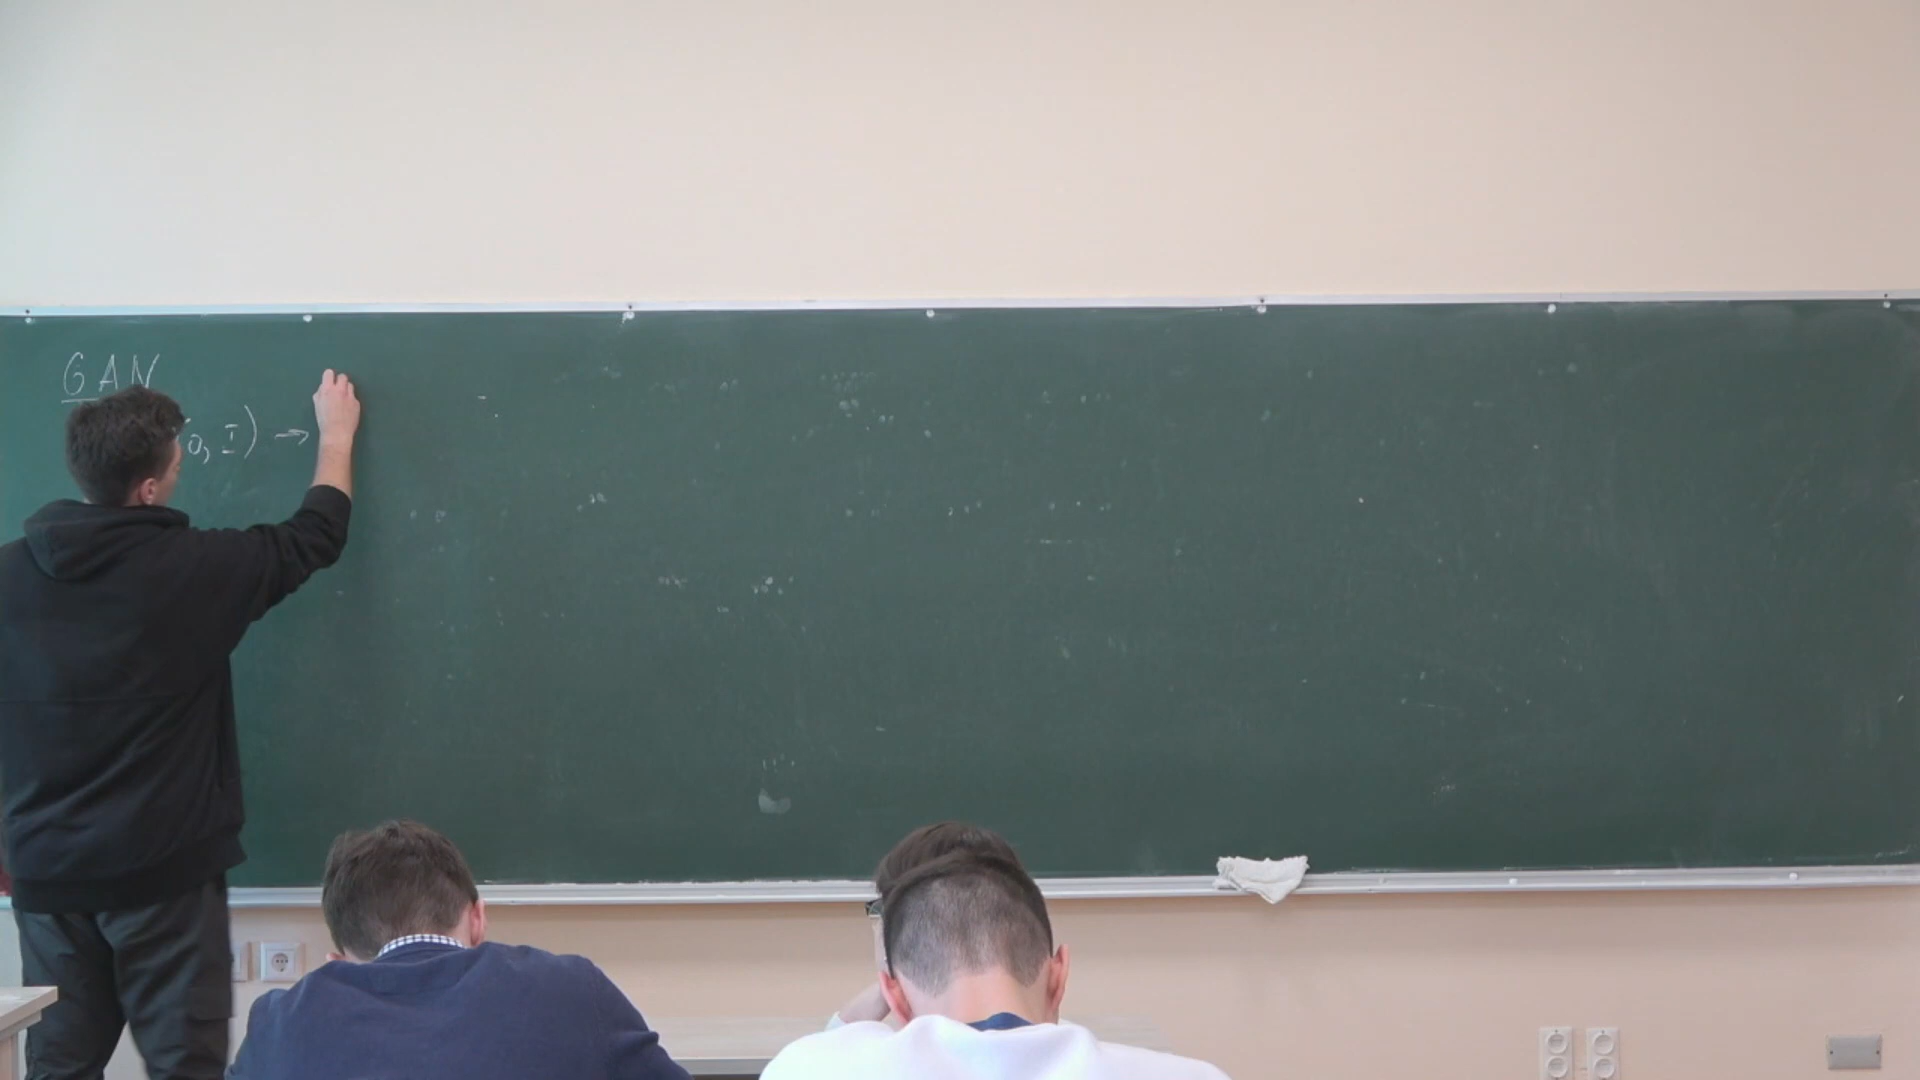 GAN
(0, I) →